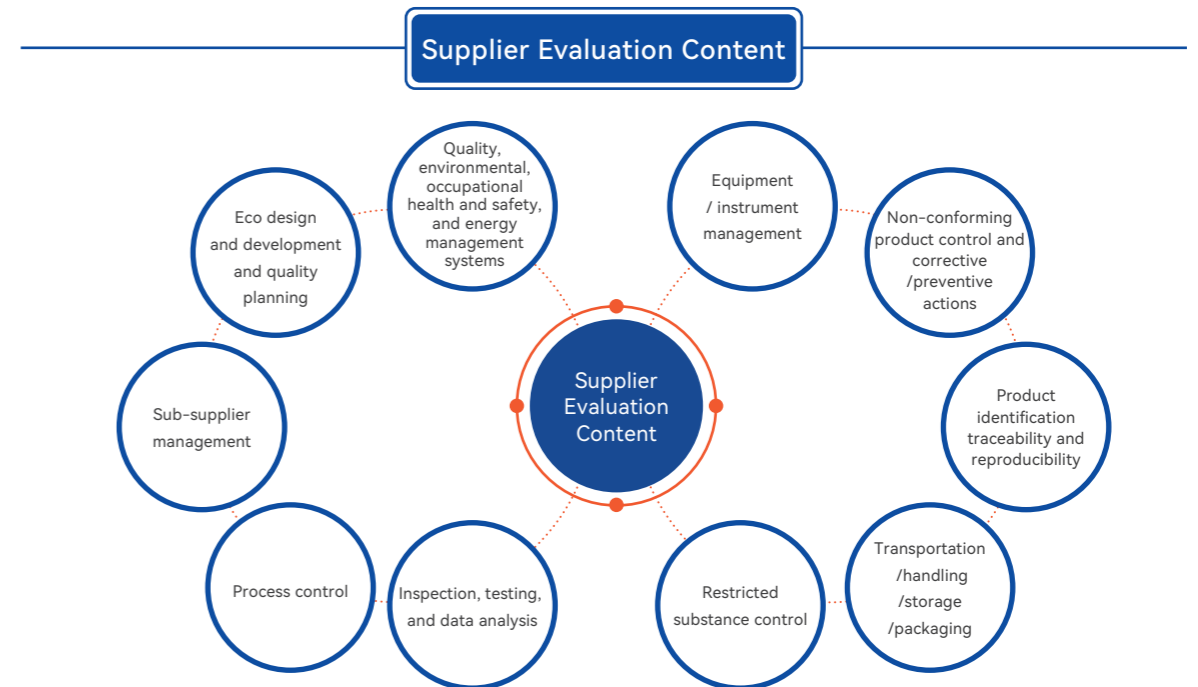 Supplier Evaluation Content
Quality,
environmental,
occupational
health and safety,
and energy
management
systems
Equipment
/ instrument
management
Eco design
and development
and quality
planning
Non-conforming
product control and
corrective
/preventive
actions
Supplier
Evaluation
Content
Sub-supplier
management
Product
identification
traceability and
reproducibility
Process control
Inspection, testing,
and data analysis
Restricted
substance control
Transportation
/handling
/storage
/packaging